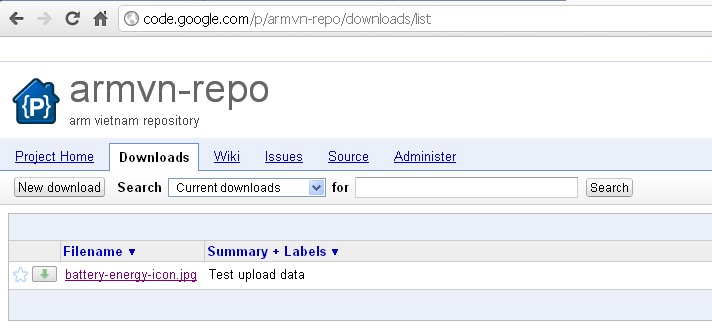 code.google.com/p/armvn-repo/downloads/list
{P}
armvn-repo
arm vietnam repository
Project Home Downloads Wiki Issues Source Administer
New download Search Current downloads for Search
Filename ▼ Summary + Labels ▼
battery-energy-icon.jpg Test upload data